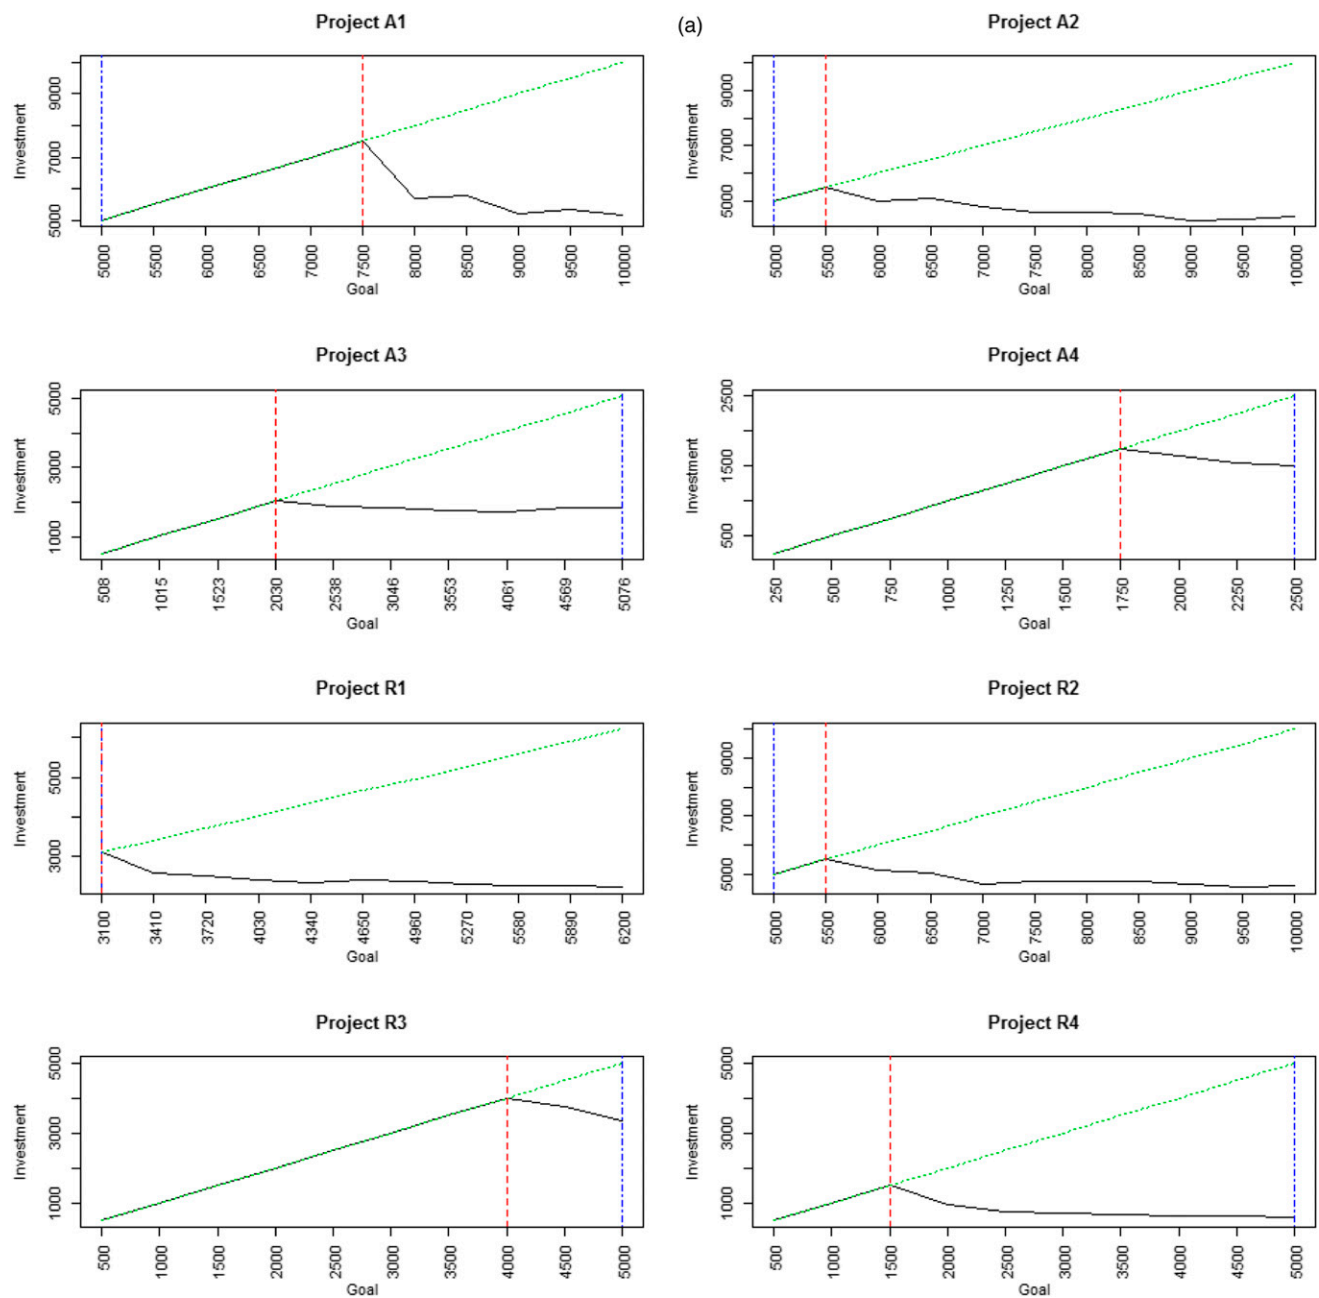 Project A1
(a)
Project A2
Investment
5000 7000 9000
5000 5500 6000 6500 7000 7500 8000 8500 9000 9500 10000
Goal
Investment
5000 7000 9000
5000 5500 6000 6500 7000 7500 8000 8500 9000 9500 10000
Goal
Project A3
Investment
1000 3000 5000
508 1015 1523 2030 2538 3046 3553 4061 4569 5076
Goal
Project A4
Investment
500 1500 2500
250 500 750 1000 1250 1500 1750 2000 2250 2500
Goal
Project R1
Investment
3000 5000
3100 3410 3720 4030 4340 4650 4960 5270 5580 5890 6200
Goal
Project R2
Investment
5000 7000 9000
5000 5500 6000 6500 7000 7500 8000 8500 9000 9500 10000
Goal
Project R3
Investment
1000 3000 5000
500 1000 1500 2000 2500 3000 3500 4000 4500 5000
Goal
Project R4
Investment
1000 3000 5000
500 1000 1500 2000 2500 3000 3500 4000 4500 5000
Goal